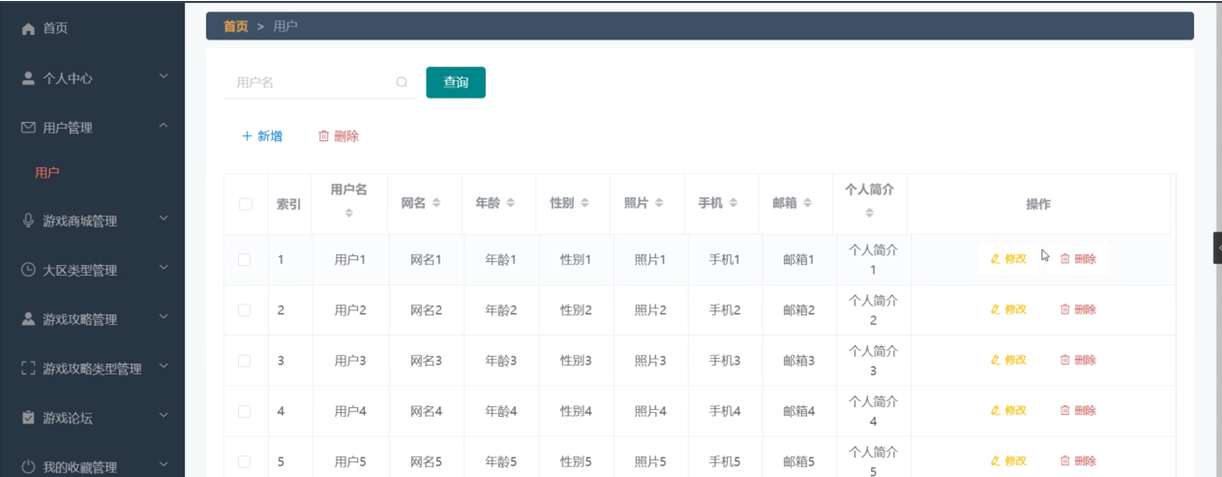 首页
个人中心
用户管理
用户
游戏商城管理
大区类型管理
游戏攻略管理
游戏攻略类型管理
游戏论坛
我的收藏管理
首页 > 用户
用户名 查询
+ 新增 删除
索引 用户名 网名 年龄 性别 照片 手机 邮箱 个人简介 操作
1 用户1 网名1 年龄1 性别1 照片1 手机1 邮箱1 个人简介1 修改 删除
2 用户2 网名2 年龄2 性别2 照片2 手机2 邮箱2 个人简介2 修改 删除
3 用户3 网名3 年龄3 性别3 照片3 手机3 邮箱3 个人简介3 修改 删除
4 用户4 网名4 年龄4 性别4 照片4 手机4 邮箱4 个人简介4 修改 删除
5 用户5 网名5 年龄5 性别5 照片5 手机5 邮箱5 个人简介5 修改 删除